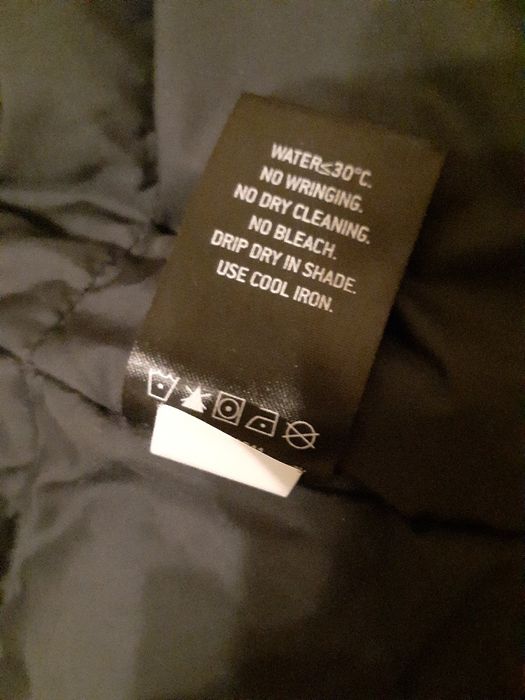 WATER≤30°C.
NO WRINGING.
NO DRY CLEANING.
NO BLEACH.
DRIP DRY IN SHADE.
USE COOL IRON.